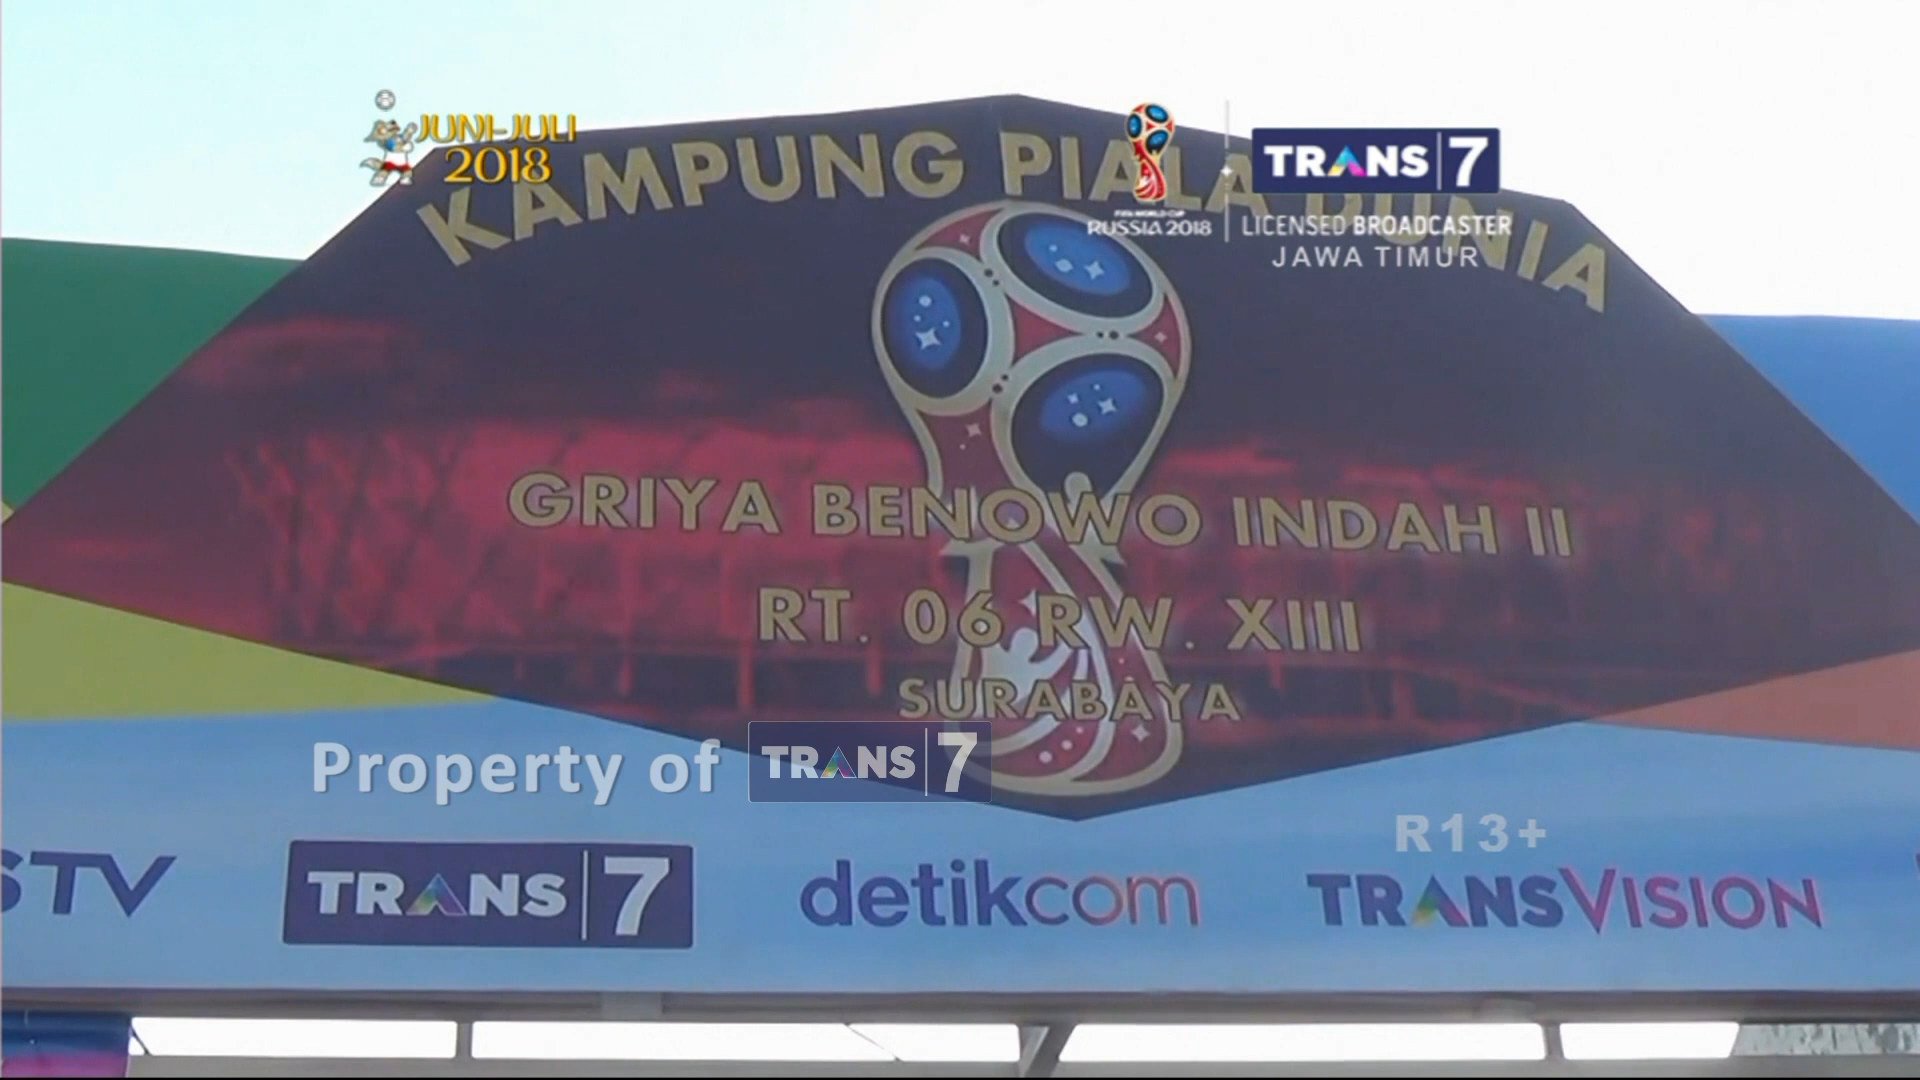 JUNI-JULI
2018
KAMPUNG PIALA DUNIA
FIFA WORLD CUP
RUSSIA 2018
TRANS|7
LICENSED BROADCASTER
JAWA TIMUR
GRIYA BENOWO INDAH II
RT. 06 RW. XIII
SURABAYA
Property of TRANS|7
R13+
STV
TRANS|7
detikcom
TRANSVISION